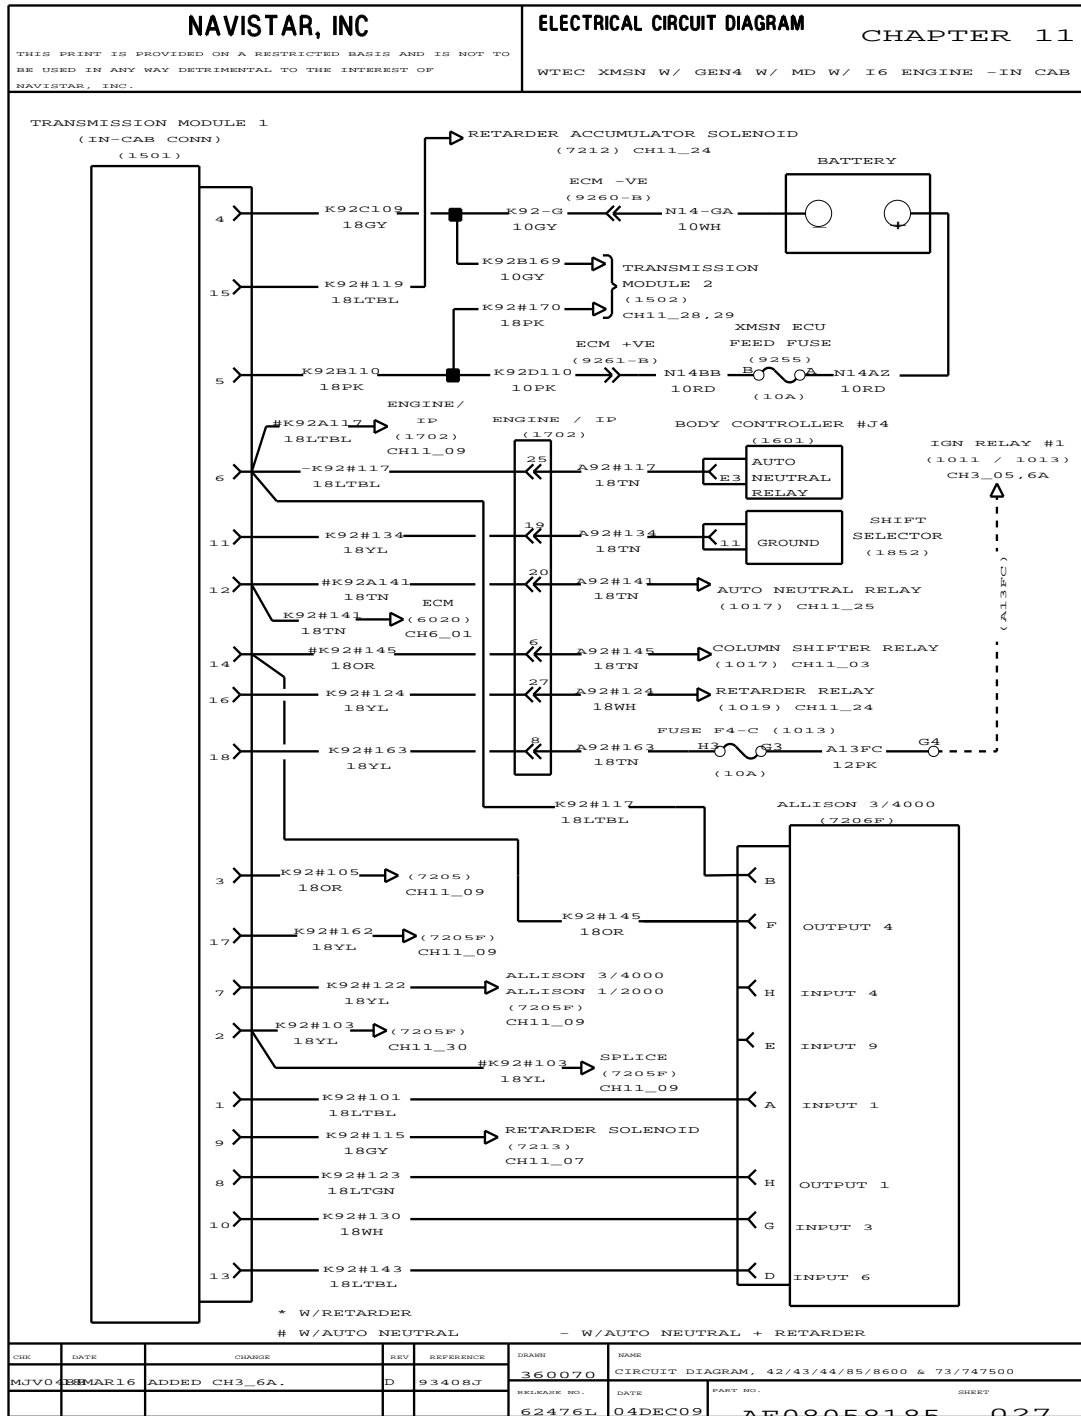 NAVISTAR, INC
THIS PRINT IS PROVIDED ON A RESTRICTED BASIS AND IS NOT TO
BE USED IN ANY WAY DETRIMENTAL TO THE INTEREST OF
NAVISTAR, INC.
ELECTRICAL CIRCUIT DIAGRAM
CHAPTER 11
WTEC XMSN W/ GEN4 W/ MD W/ I6 ENGINE -IN CAB
TRANSMISSION MODULE 1
(IN-CAB CONN)
(1501)
RETARDER ACCUMULATOR SOLENOID
(7212) CH11_24
BATTERY
ECM -VE
(9260-B)
4
K92C109
18GY
K92-G
10GY
N14-GA
10WH
-
+
K92B169
10GY
TRANSMISSION
MODULE 2
(1502)
CH11_28,29
15
K92#119
18LTBL
K92#170
18PK
XMSN ECU
FEED FUSE
(9255)
ECM +VE
(9261-B)
5
K92B110
18PK
K92D110
10PK
N14BB
10RD
B
A
(10A)
N14AZ
10RD
ENGINE/
IP
(1702)
CH11_09
#K92A117
18LTBL
ENGINE / IP
(1702)
BODY CONTROLLER #J4
(1601)
IGN RELAY #1
(1011 / 1013)
CH3_05,6A
6
-K92#117
18LTBL
25
A92#117
18TN
E3
AUTO
NEUTRAL
RELAY
11
K92#134
18YL
19
A92#134
18TN
11
GROUND
SHIFT
SELECTOR
(1852)
12
#K92A141
18TN
20
A92#141
18TN
AUTO NEUTRAL RELAY
(1017) CH11_25
(A13FC)
K92#141
18TN
ECM
(6020)
CH6_01
14
#K92#145
18OR
6
A92#145
18TN
COLUMN SHIFTER RELAY
(1017) CH11_03
16
K92#124
18YL
27
A92#124
18WH
RETARDER RELAY
(1019) CH11_24
18
K92#163
18YL
8
A92#163
18TN
FUSE F4-C (1013)
H3
G3
(10A)
A13FC
12PK
G4
K92#117
18LTBL
ALLISON 3/4000
(7206F)
3
K92#105
18OR
(7205)
CH11_09
B
K92#145
18OR
F
OUTPUT 4
17
K92#162
18YL
(7205F)
CH11_09
7
K92#122
18YL
ALLISON 3/4000
ALLISON 1/2000
(7205F)
CH11_09
H
INPUT 4
2
K92#103
18YL
(7205F)
CH11_30
E
INPUT 9
#K92#103
18YL
SPLICE
(7205F)
CH11_09
1
K92#101
18LTBL
A
INPUT 1
9
K92#115
18GY
RETARDER SOLENOID
(7213)
CH11_07
8
K92#123
18LTGN
H
OUTPUT 1
10
K92#130
18WH
G
INPUT 3
13
K92#143
18LTBL
D
INPUT 6
* W/RETARDER
# W/AUTO NEUTRAL
- W/AUTO NEUTRAL + RETARDER
CHK
DATE
CHANGE
REV
REFERENCE
DRAWN
NAME
MAR16
ADDED CH3_6A.
D
93408J
360070
CIRCUIT DIAGRAM, 42/43/44/85/8600 & 73/747500
RELEASE NO.
DATE
PART NO.
SHEET
62476L
04DEC09
AF08058185
027